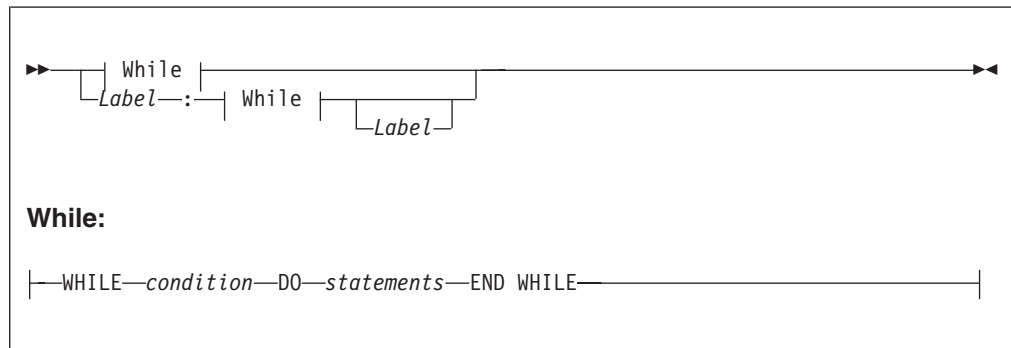 While
Label : While
Label
While:
WHILE condition DO statements END WHILE